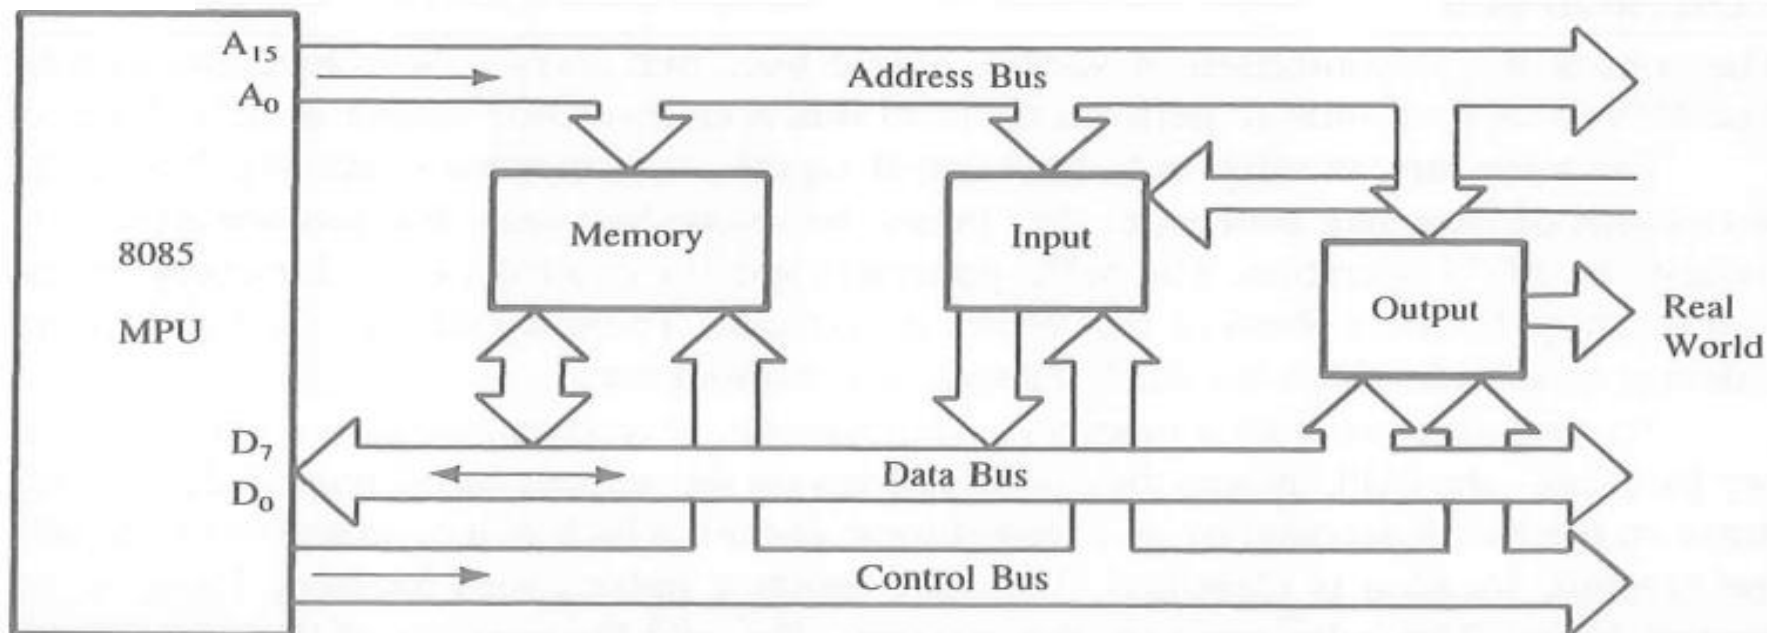 A15
A0
Address Bus
8085
MPU
Memory
Input
Output
Real
World
D7
D0
Data Bus
Control Bus